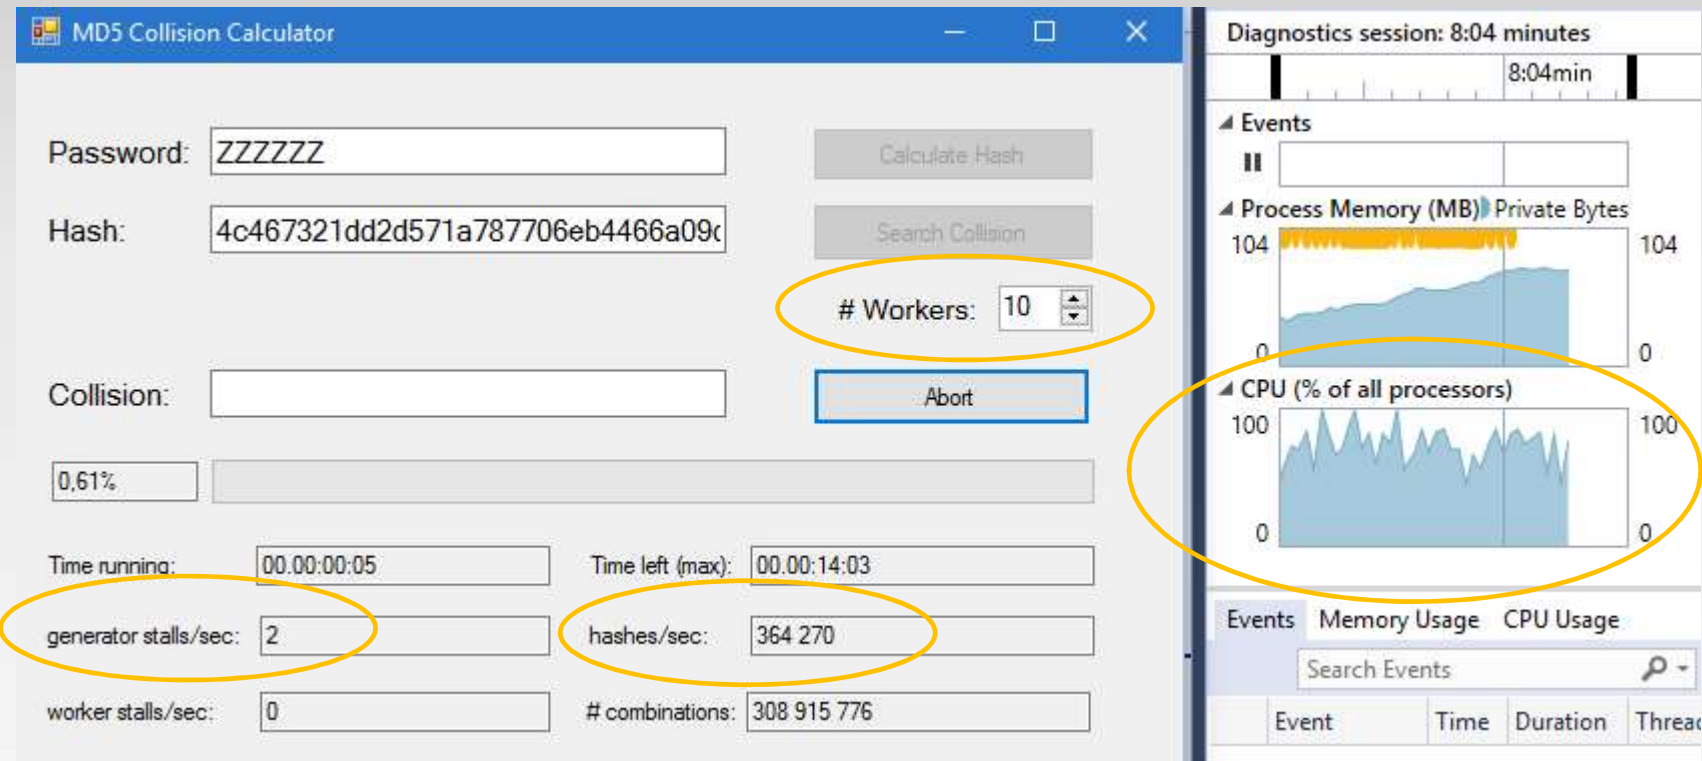 MD5 Collision Calculator
Password: ZZZZZZ Calculate Hash
Hash: 4c467321dd2d571a787706eb4466a09c Search Collision
# Workers: 10
Collision: Abort
0,61%
Time running: 00.00:00:05 Time left (max): 00.00:14:03
generator stalls/sec: 2 hashes/sec: 364 270
worker stalls/sec: 0 # combinations: 308 915 776
Diagnostics session: 8:04 minutes
8:04min
Events
Process Memory (MB) Private Bytes
104 104
0 0
CPU (% of all processors)
100 100
0 0
Events Memory Usage CPU Usage
Search Events
Event Time Duration Threa